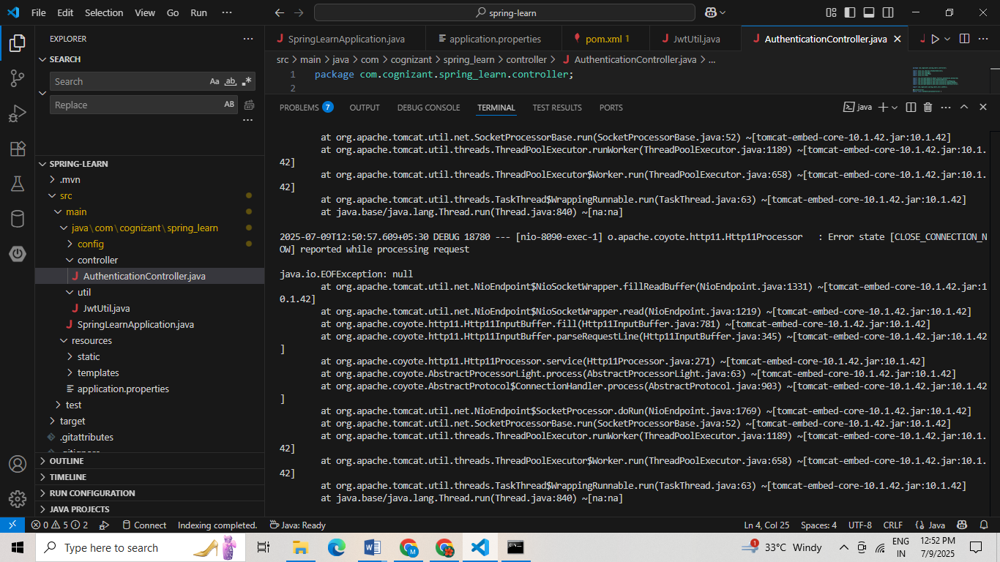 File Edit Selection View Go Run ··· spring-learn
EXPLORER
SEARCH
Search Aa ab
Replace AB
SPRING-LEARN
.mvn
src
main
java\com\cognizant\spring_learn
config
controller
AuthenticationController.java
util
JwtUtil.java
SpringLearnApplication.java
resources
static
templates
application.properties
test
target
.gitattributes
.gitignore
OUTLINE
TIMELINE
RUN CONFIGURATION
JAVA PROJECTS
SpringLearnApplication.java application.properties pom.xml 1 JwtUtil.java AuthenticationController.java
src > main > java > com > cognizant > spring_learn > controller > AuthenticationController.java > ...
1 package com.cognizant.spring_learn.controller;
2
PROBLEMS 7 OUTPUT DEBUG CONSOLE TERMINAL TEST RESULTS PORTS java
at org.apache.tomcat.util.net.SocketProcessorBase.run(SocketProcessorBase.java:52) ~[tomcat-embed-core-10.1.42.jar:10.1.42]
at org.apache.tomcat.util.threads.ThreadPoolExecutor.runWorker(ThreadPoolExecutor.java:1189) ~[tomcat-embed-core-10.1.42.jar:10.1.
42]
at org.apache.tomcat.util.threads.ThreadPoolExecutor$Worker.run(ThreadPoolExecutor.java:658) ~[tomcat-embed-core-10.1.42.jar:10.1.
42]
at org.apache.tomcat.util.threads.TaskThread$WrappingRunnable.run(TaskThread.java:63) ~[tomcat-embed-core-10.1.42.jar:10.1.42]
at java.base/java.lang.Thread.run(Thread.java:840) ~[na:na]
2025-07-09T12:50:57.609+05:30 DEBUG 18780 --- [nio-8090-exec-1] o.apache.coyote.http11.Http11Processor : Error state [CLOSE_CONNECTION_N
OW] reported while processing request
java.io.EOFException: null
at org.apache.tomcat.util.net.NioEndpoint$NioSocketWrapper.fillReadBuffer(NioEndpoint.java:1331) ~[tomcat-embed-core-10.1.42.jar:1
0.1.42]
at org.apache.tomcat.util.net.NioEndpoint$NioSocketWrapper.read(NioEndpoint.java:1219) ~[tomcat-embed-core-10.1.42.jar:10.1.42]
at org.apache.coyote.http11.Http11InputBuffer.fill(Http11InputBuffer.java:781) ~[tomcat-embed-core-10.1.42.jar:10.1.42]
at org.apache.coyote.http11.Http11InputBuffer.parseRequestLine(Http11InputBuffer.java:345) ~[tomcat-embed-core-10.1.42.jar:10.1.42
]
at org.apache.coyote.http11.Http11Processor.service(Http11Processor.java:271) ~[tomcat-embed-core-10.1.42.jar:10.1.42]
at org.apache.coyote.AbstractProcessorLight.process(AbstractProcessorLight.java:63) ~[tomcat-embed-core-10.1.42.jar:10.1.42]
at org.apache.coyote.AbstractProtocol$ConnectionHandler.process(AbstractProtocol.java:903) ~[tomcat-embed-core-10.1.42.jar:10.1.42
]
at org.apache.tomcat.util.net.NioEndpoint$SocketProcessor.doRun(NioEndpoint.java:1769) ~[tomcat-embed-core-10.1.42.jar:10.1.42]
at org.apache.tomcat.util.net.SocketProcessorBase.run(SocketProcessorBase.java:52) ~[tomcat-embed-core-10.1.42.jar:10.1.42]
at org.apache.tomcat.util.threads.ThreadPoolExecutor.runWorker(ThreadPoolExecutor.java:1189) ~[tomcat-embed-core-10.1.42.jar:10.1.
42]
at org.apache.tomcat.util.threads.ThreadPoolExecutor$Worker.run(ThreadPoolExecutor.java:658) ~[tomcat-embed-core-10.1.42.jar:10.1.
42]
at org.apache.tomcat.util.threads.TaskThread$WrappingRunnable.run(TaskThread.java:63) ~[tomcat-embed-core-10.1.42.jar:10.1.42]
at java.base/java.lang.Thread.run(Thread.java:840) ~[na:na]
0 5 2 Connect Indexing completed. Java: Ready Ln 4, Col 25 Spaces: 4 UTF-8 CRLF {} Java
Type here to search 1 33°C Windy ENG 12:52 PM
IN 7/9/2025